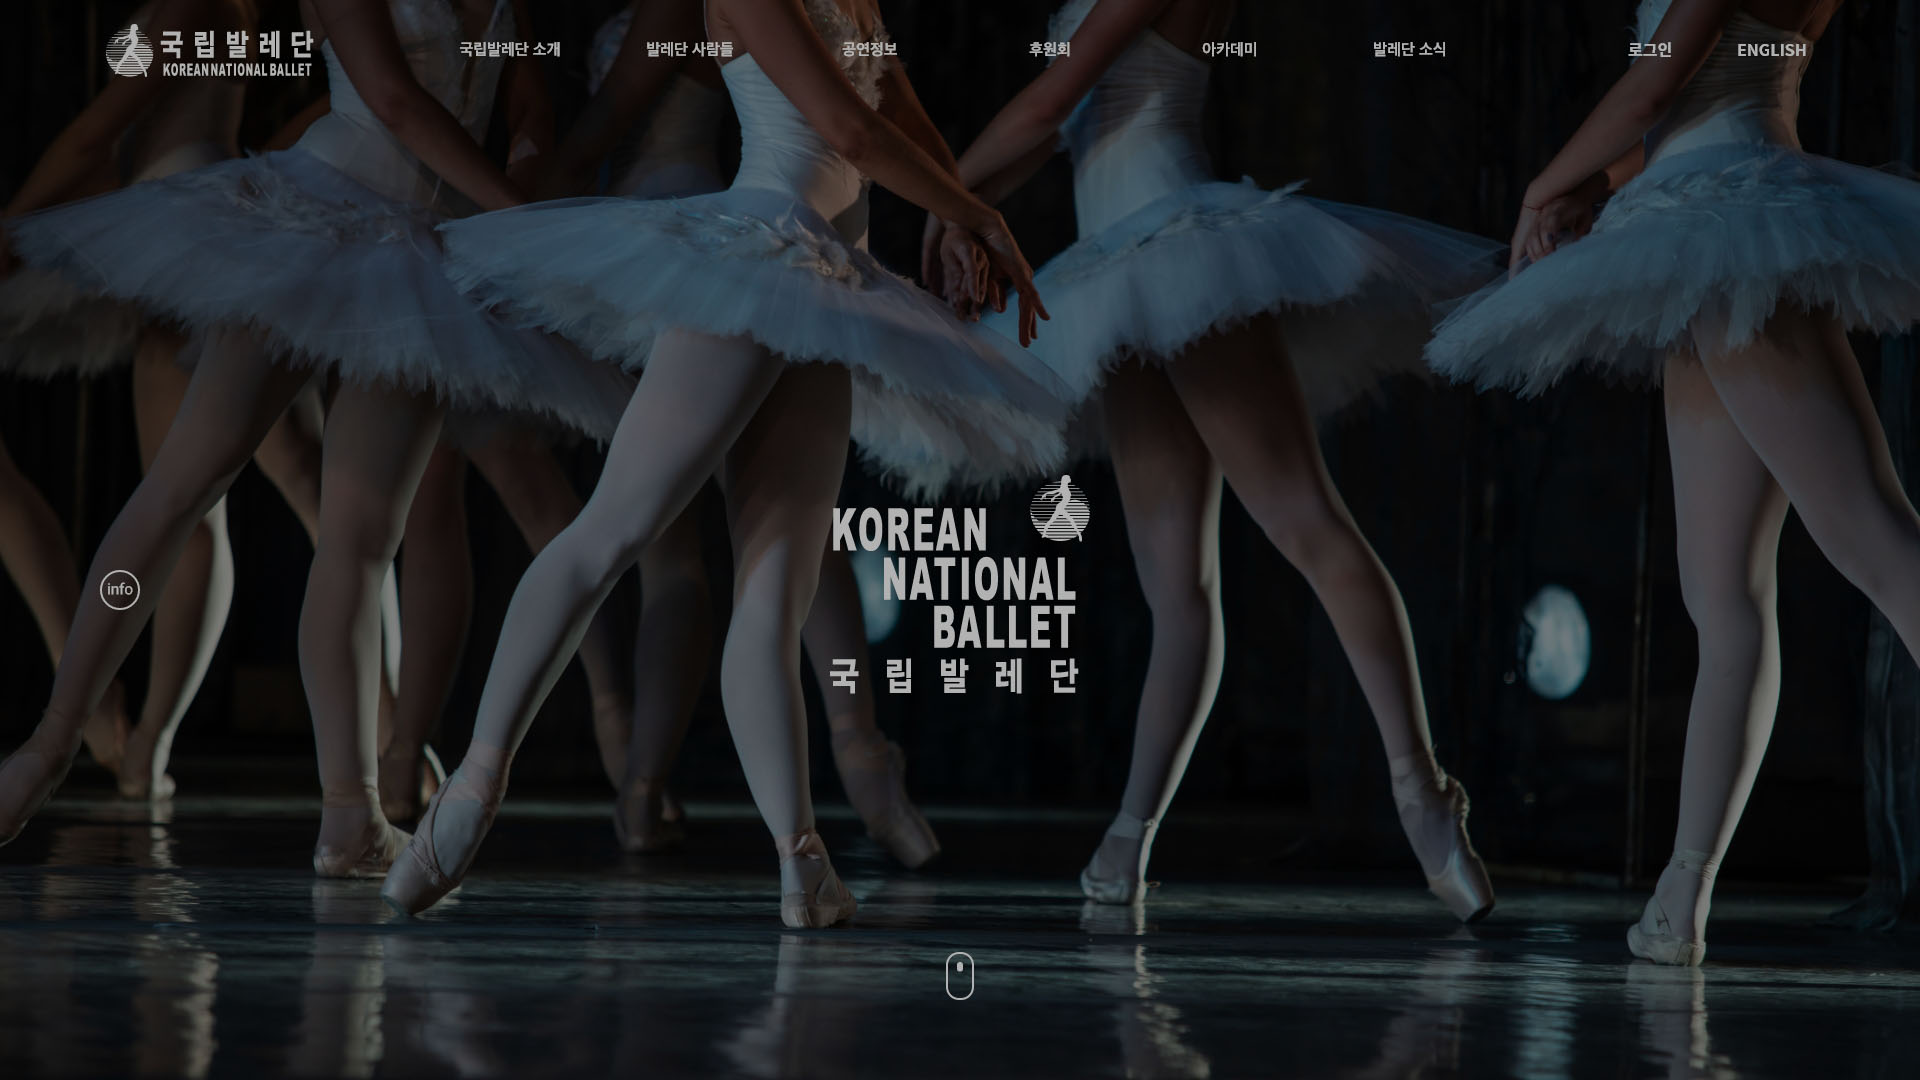 국립발레단
KOREAN NATIONAL BALLET
국립발레단 소개
발레단 사람들
공연정보
후원회
아카데미
발레단 소식
로그인
ENGLISH
info
KOREAN
NATIONAL
BALLET
국립발레단